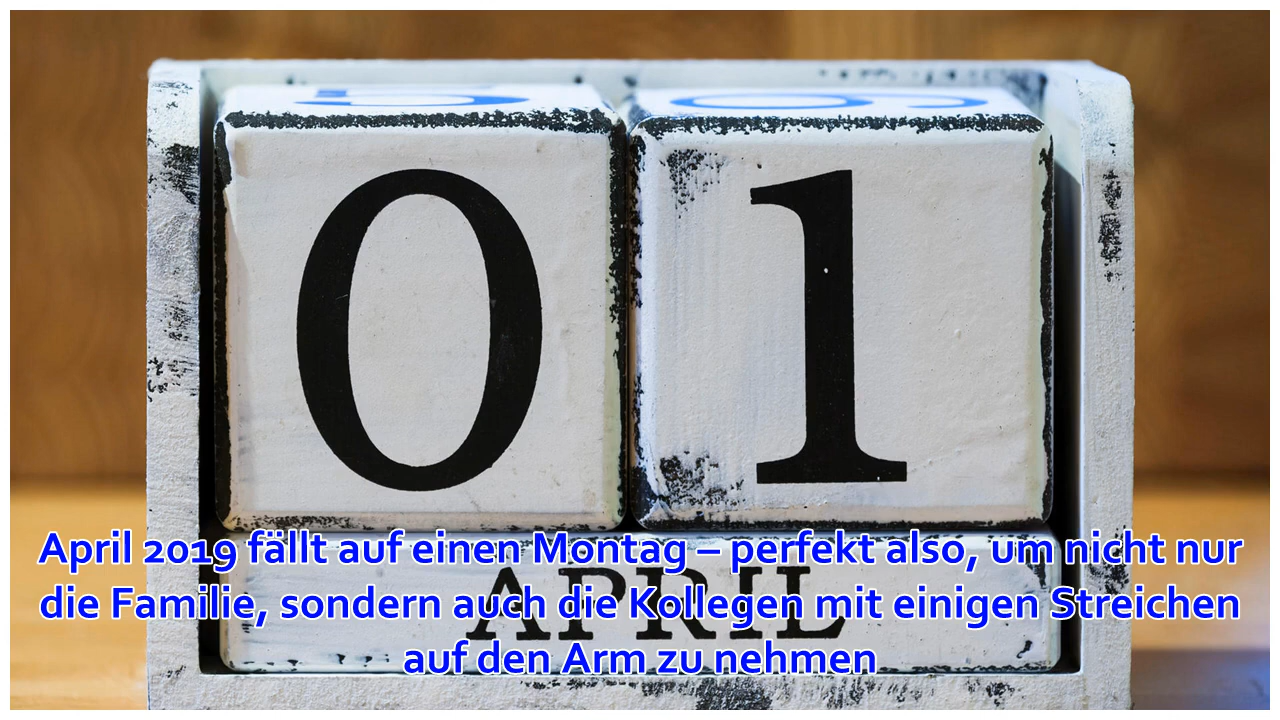 0 1
April 2019 fällt auf einen Montag – perfekt also, um nicht nur
APRIL
die Familie, sondern auch die Kollegen mit einigen Streichen
auf den Arm zu nehmen